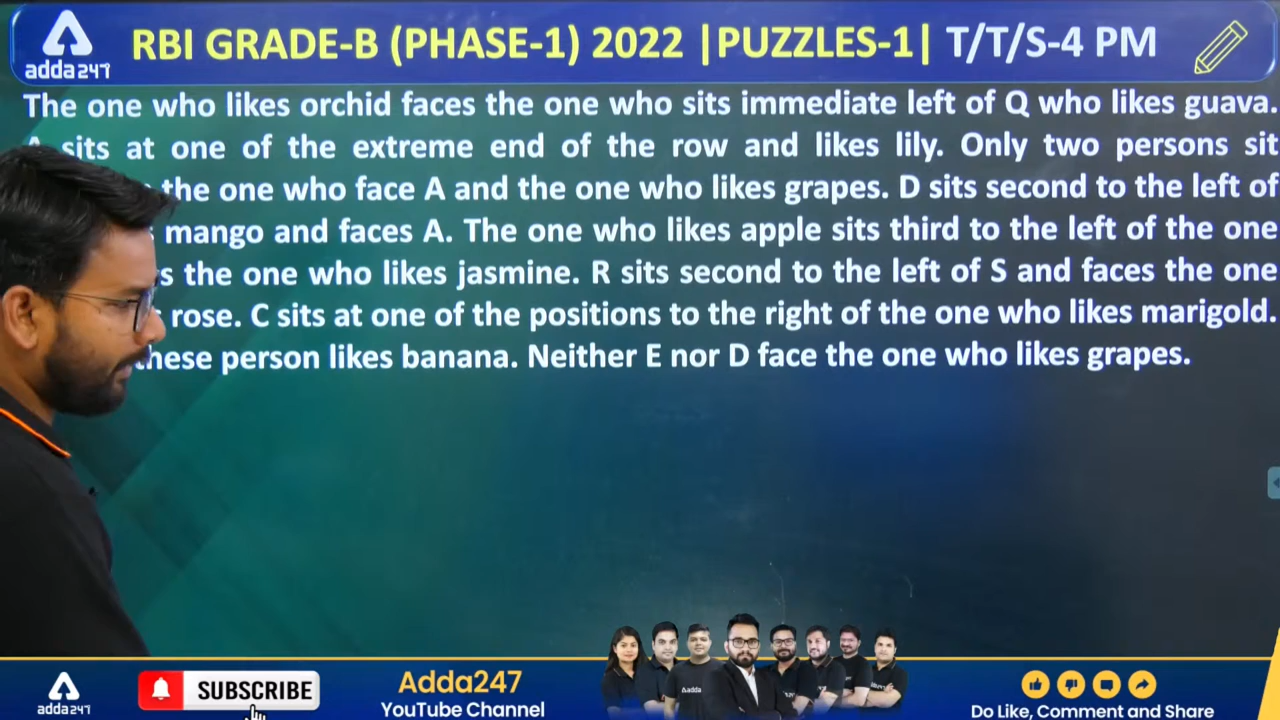 adda247
RBI GRADE-B (PHASE-1) 2022 |PUZZLES-1| T/T/S-4 PM
The one who likes orchid faces the one who sits immediate left of Q who likes guava.
A sits at one of the extreme end of the row and likes lily. Only two persons sit
the one who face A and the one who likes grapes. D sits second to the left of
mango and faces A. The one who likes apple sits third to the left of the one
the one who likes jasmine. R sits second to the left of S and faces the one
rose. C sits at one of the positions to the right of the one who likes marigold.
these person likes banana. Neither E nor D face the one who likes grapes.
adda247
SUBSCRIBE
Adda247
YouTube Channel
Adda
Do Like, Comment and Share